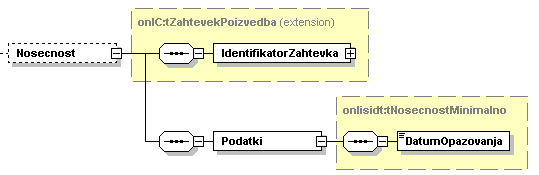 onIC:tZahtevekPoizvedba (extension)
Nosecnost
IdentifikatorZahtevka
onlisidt:tNosecnostMinimalno
Podatki
DatumOpazovanja